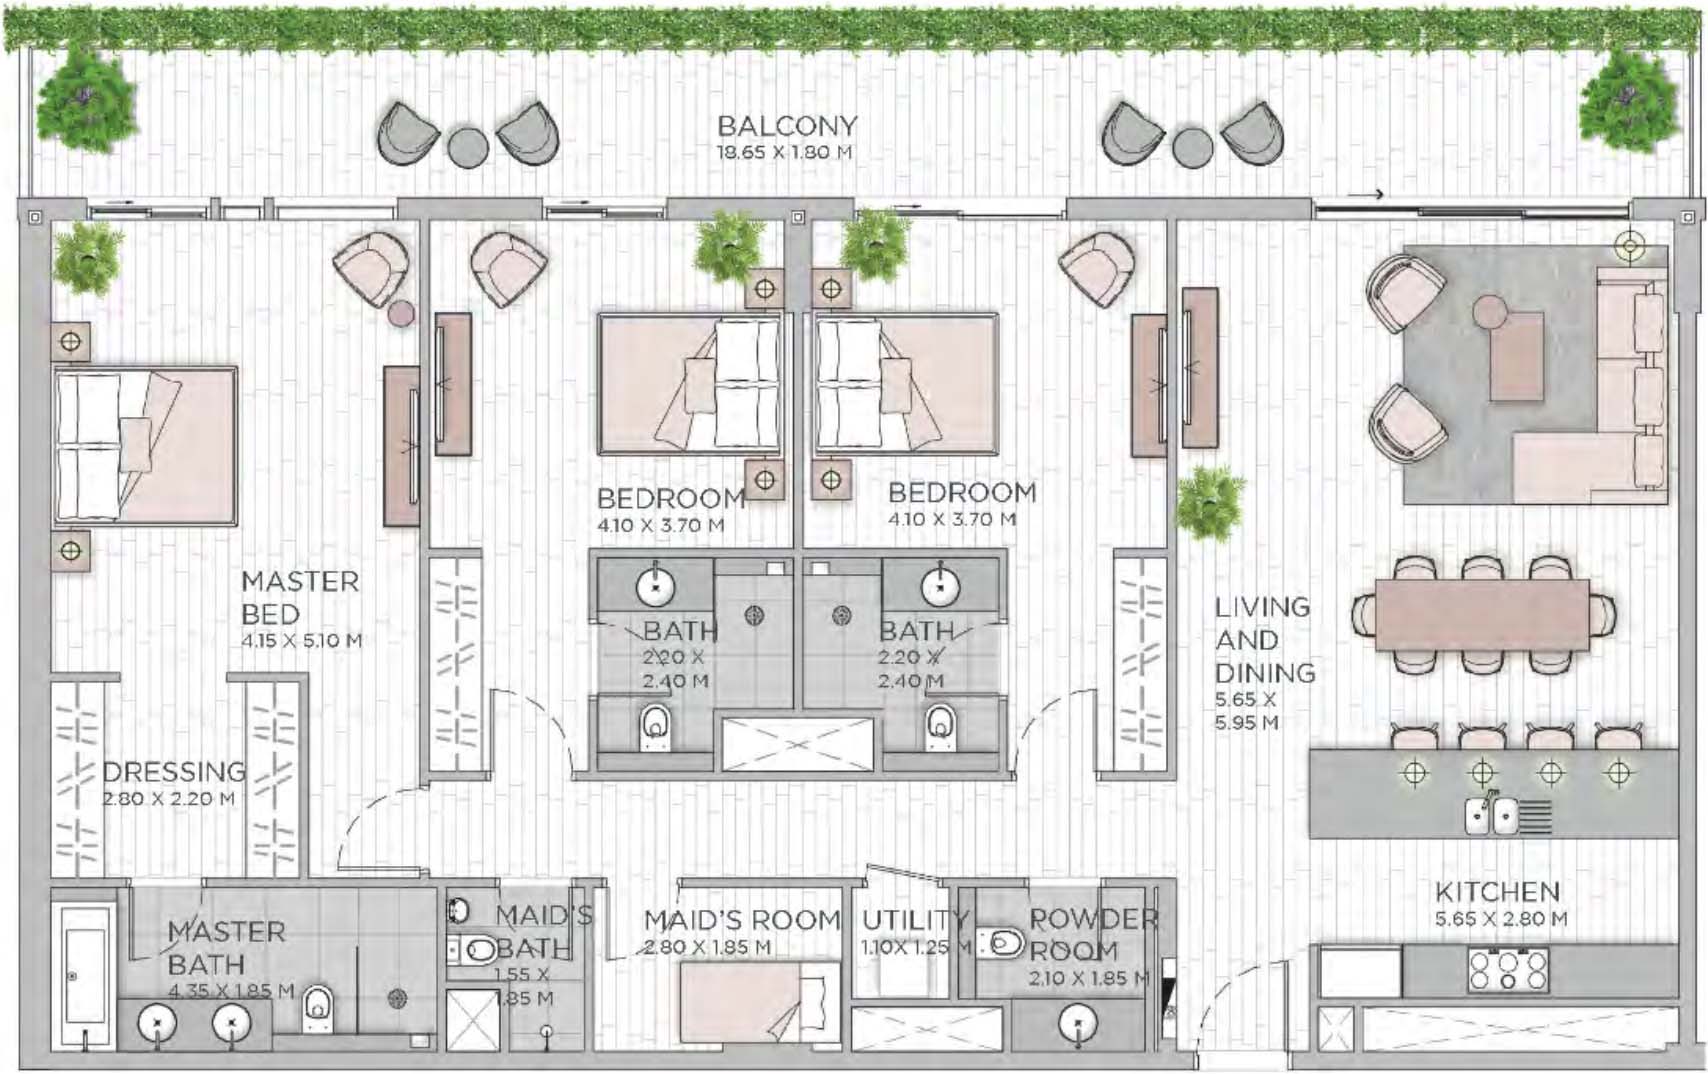 BALCONY
18.65 X 1.80 M
BEDROOM
4.10 X 3.70 M
BEDROOM
4.10 X 3.70 M
MASTER
BED
4.15 X 5.10 M
LIVING
AND
DINING
5.65 X
5.95 M
BATH
2.20 X
2.40 M
BATH
2.20 X
2.40 M
DRESSING
2.80 X 2.20 M
KITCHEN
5.65 X 2.80 M
MASTER
BATH
4.35 X 1.85 M
MAID'S
BATH
1.55 X
1.85 M
MAID'S ROOM
2.80 X 1.85 M
UTILITY
1.10X 1.25 M
POWDER
ROOM
2.10 X 1.85 M